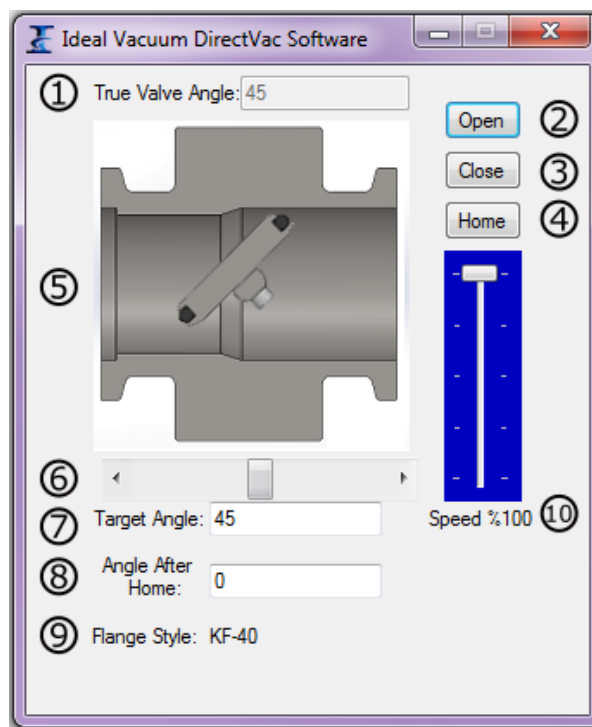 Ideal Vacuum DirectVac Software
① True Valve Angle: 45
Open ②
Close ③
Home ④
⑤
⑥
⑦ Target Angle: 45
Speed %100 ⑩
⑧ Angle After
Home: 0
⑨ Flange Style: KF-40